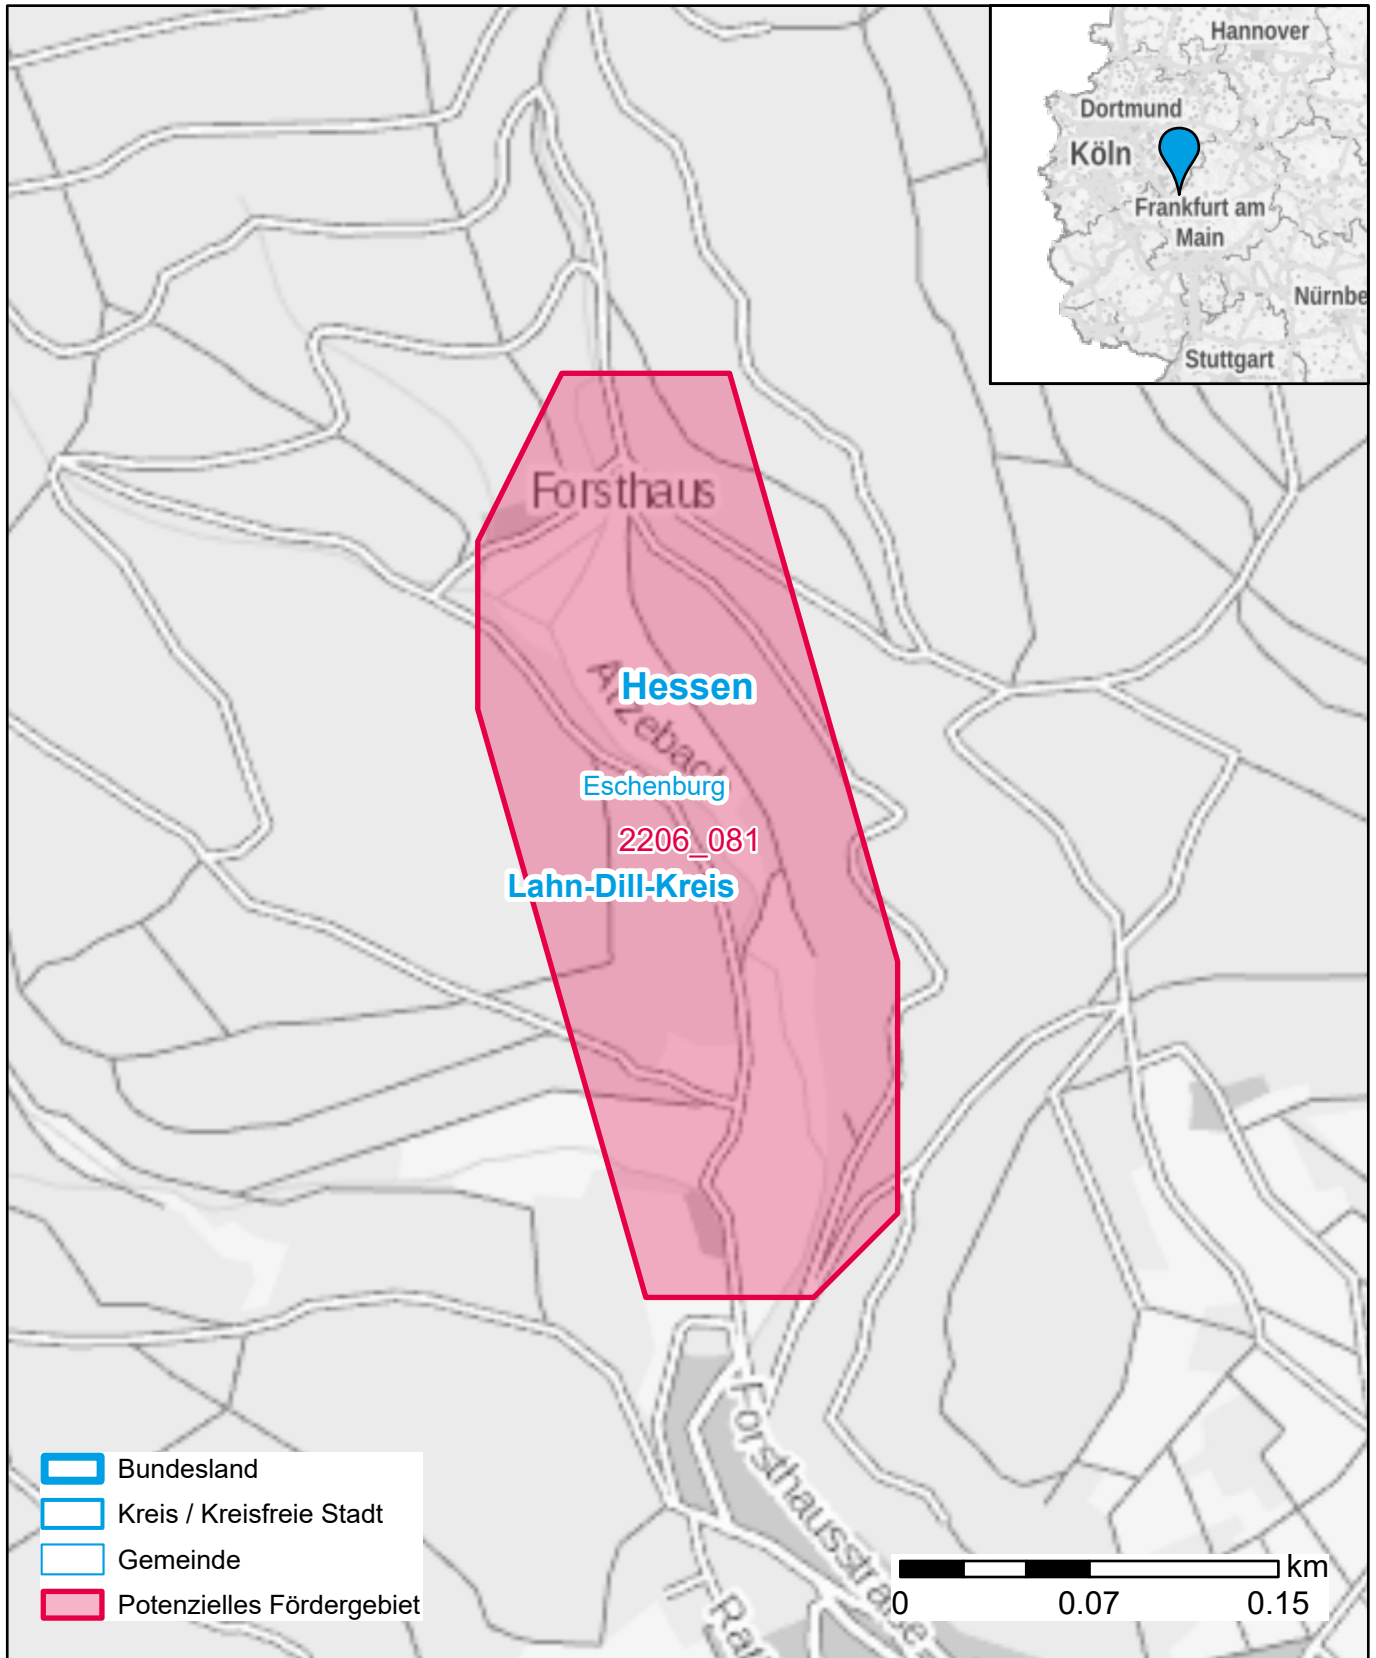 Hannover
Dortmund
Köln
Frankfurt am
Main
Nürnbe
Stuttgart
Forsthaus
Atzebach
Hessen
Eschenburg
2206_081
Lahn-Dill-Kreis
Forsthausstraße
Bundesland
Kreis / Kreisfreie Stadt
Gemeinde
Potenzielles Fördergebiet
km
0 0.07 0.15